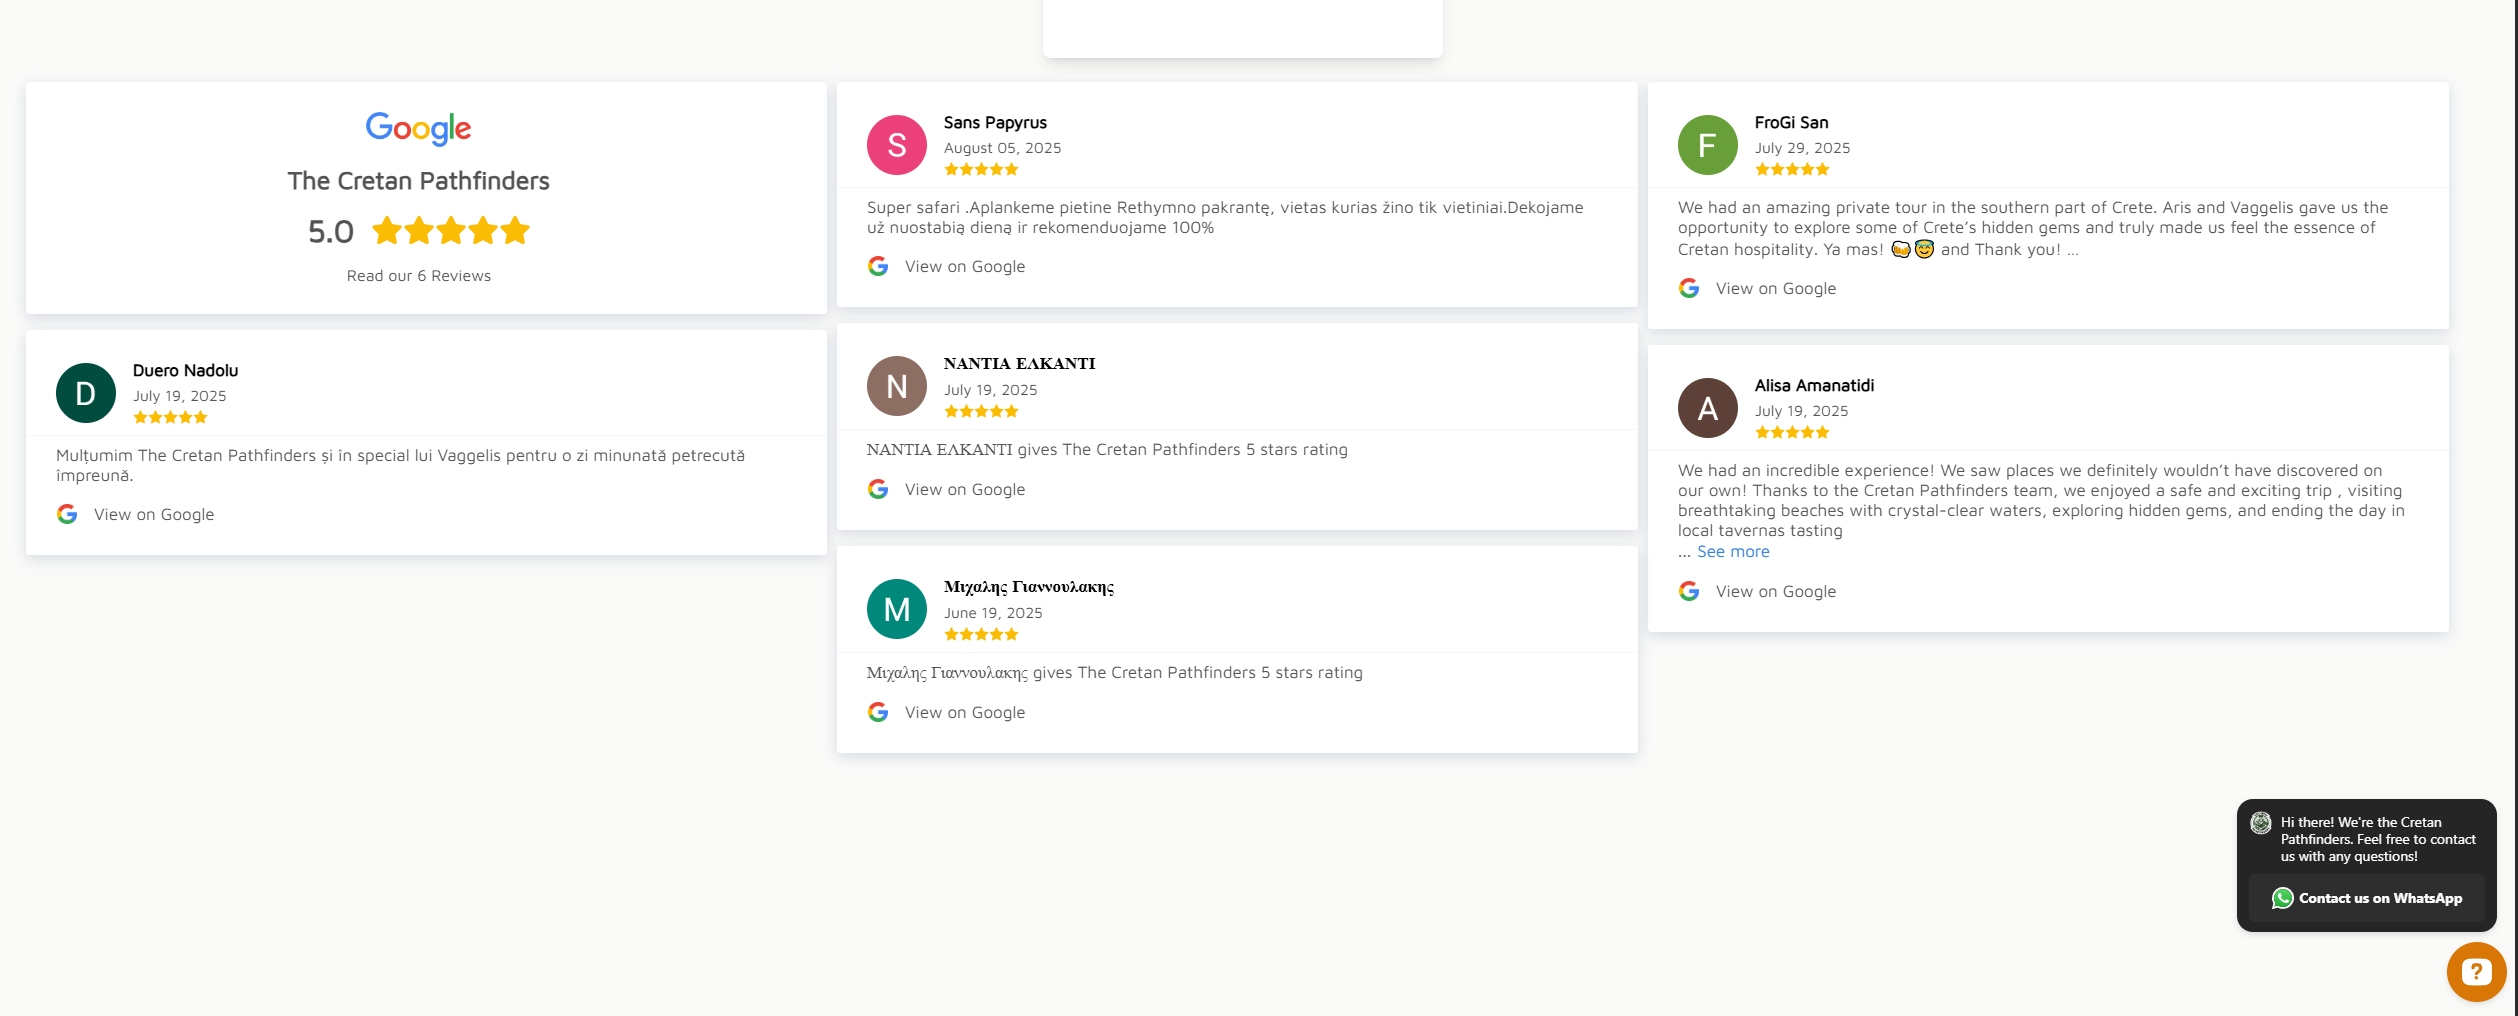 Google
The Cretan Pathfinders
5.0
Read our 6 Reviews
D
Duero Nadolu
July 19, 2025
Mulțumim The Cretan Pathfinders și în special lui Vaggelis pentru o zi minunată petrecută
împreună.
View on Google
S
Sans Papyrus
August 05, 2025
Super safari .Aplankeme pietine Rethymno pakrantę, vietas kurias žino tik vietiniai.Dekojame
už nuostabią dieną ir rekomenduojame 100%
View on Google
N
ΝΑΝΤΙΑ ΕΛΚΑΝΤΙ
July 19, 2025
ΝΑΝΤΙΑ ΕΛΚΑΝΤΙ gives The Cretan Pathfinders 5 stars rating
View on Google
M
Μιχαλης Γιαννουλακης
June 19, 2025
Μιχαλης Γιαννουλακης gives The Cretan Pathfinders 5 stars rating
View on Google
F
FroGi San
July 29, 2025
We had an amazing private tour in the southern part of Crete. Aris and Vaggelis gave us the
opportunity to explore some of Crete’s hidden gems and truly made us feel the essence of
Cretan hospitality. Ya mas! 🍻😇 and Thank you! ...
View on Google
A
Alisa Amanatidi
July 19, 2025
We had an incredible experience! We saw places we definitely wouldn’t have discovered on
our own! Thanks to the Cretan Pathfinders team, we enjoyed a safe and exciting trip , visiting
breathtaking beaches with crystal-clear waters, exploring hidden gems, and ending the day in
local tavernas tasting
... See more
View on Google
Hi there! We're the Cretan
Pathfinders. Feel free to contact
us with any questions!
Contact us on WhatsApp
?